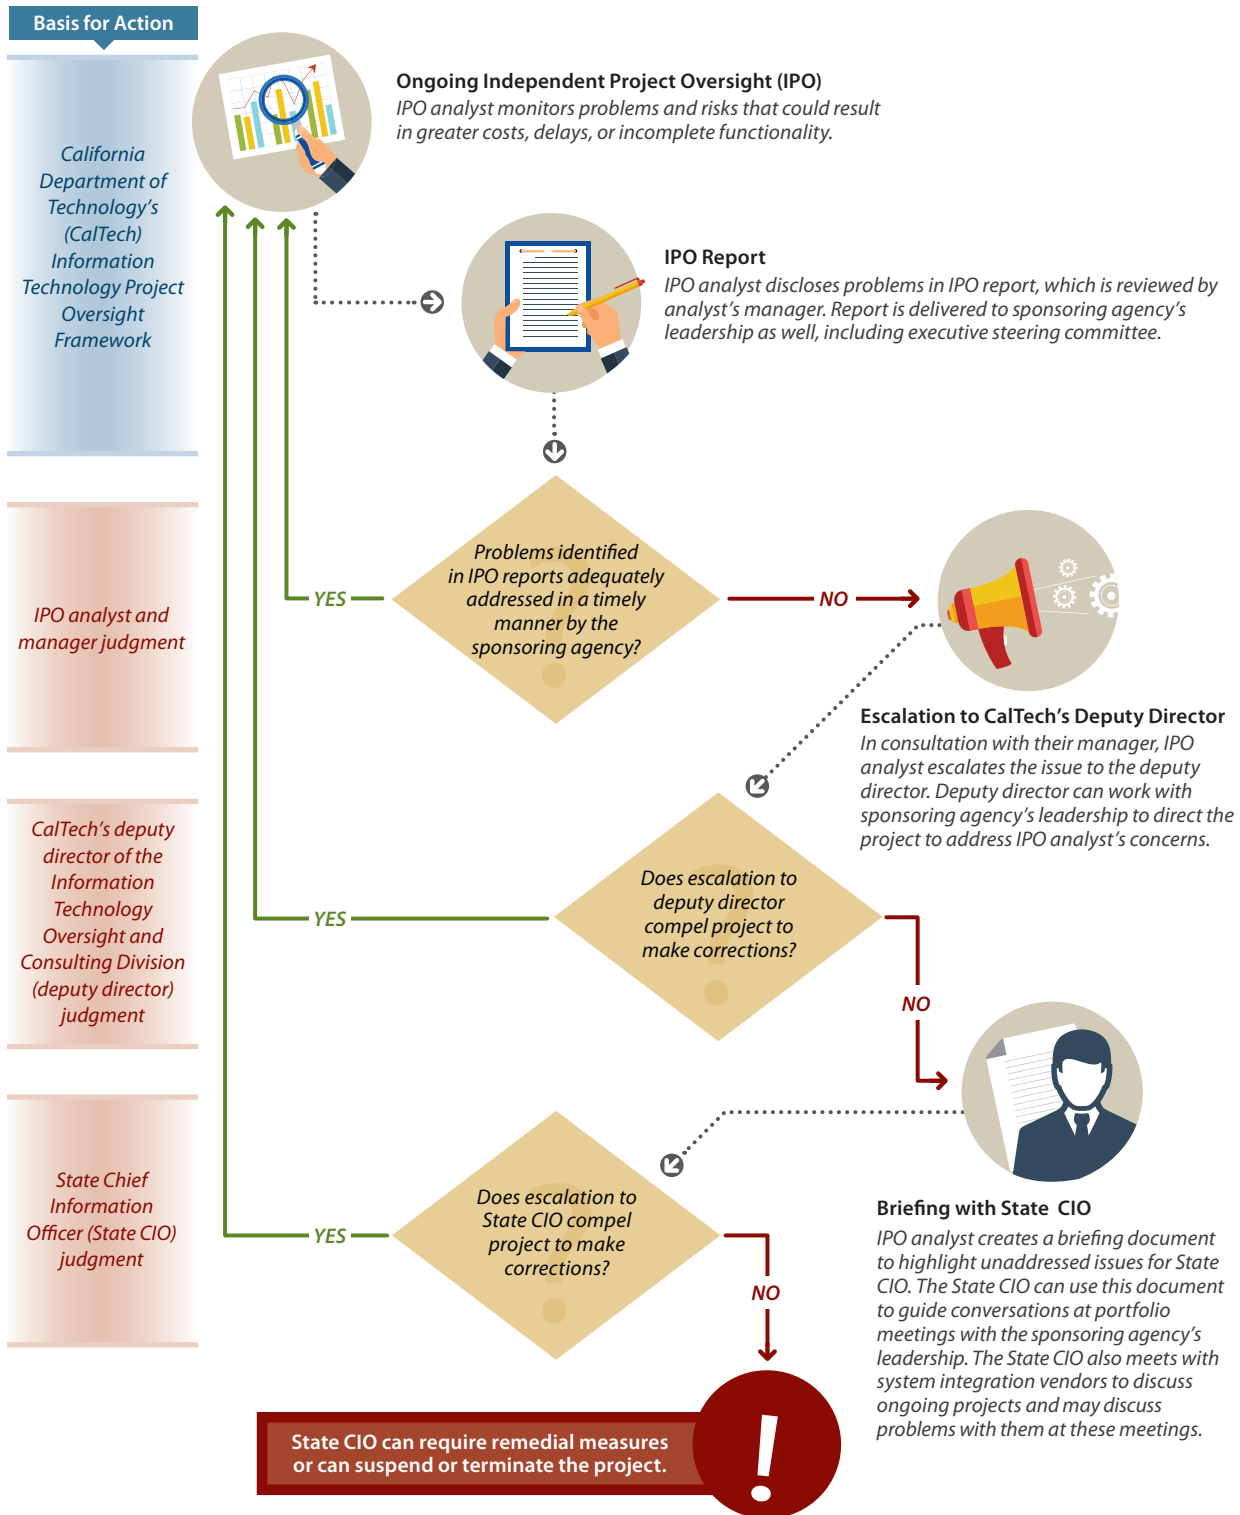 Basis for Action
California
Department of
Technology's
(CalTech)
Information
Technology Project
Oversight
Framework
Ongoing Independent Project Oversight (IPO)
IPO analyst monitors problems and risks that could result
in greater costs, delays, or incomplete functionality.
IPO Report
IPO analyst discloses problems in IPO report, which is reviewed by
analyst's manager. Report is delivered to sponsoring agency's
leadership as well, including executive steering committee.
IPO analyst and
manager judgment
Problems identified
in IPO reports adequately
addressed in a timely
manner by the
sponsoring agency?
YES
NO
Escalation to CalTech's Deputy Director
In consultation with their manager, IPO
analyst escalates the issue to the deputy
director. Deputy director can work with
sponsoring agency's leadership to direct the
project to address IPO analyst's concerns.
CalTech's deputy
director of the
Information
Technology
Oversight and
Consulting Division
(deputy director)
judgment
Does escalation to
deputy director
compel project to
make corrections?
YES
NO
Briefing with State CIO
IPO analyst creates a briefing document
to highlight unaddressed issues for State
CIO. The State CIO can use this document
to guide conversations at portfolio
meetings with the sponsoring agency's
leadership. The State CIO also meets with
system integration vendors to discuss
ongoing projects and may discuss
problems with them at these meetings.
State Chief
Information
Officer (State CIO)
judgment
Does escalation to
State CIO compel
project to make
corrections?
YES
NO
State CIO can require remedial measures
or can suspend or terminate the project.
!